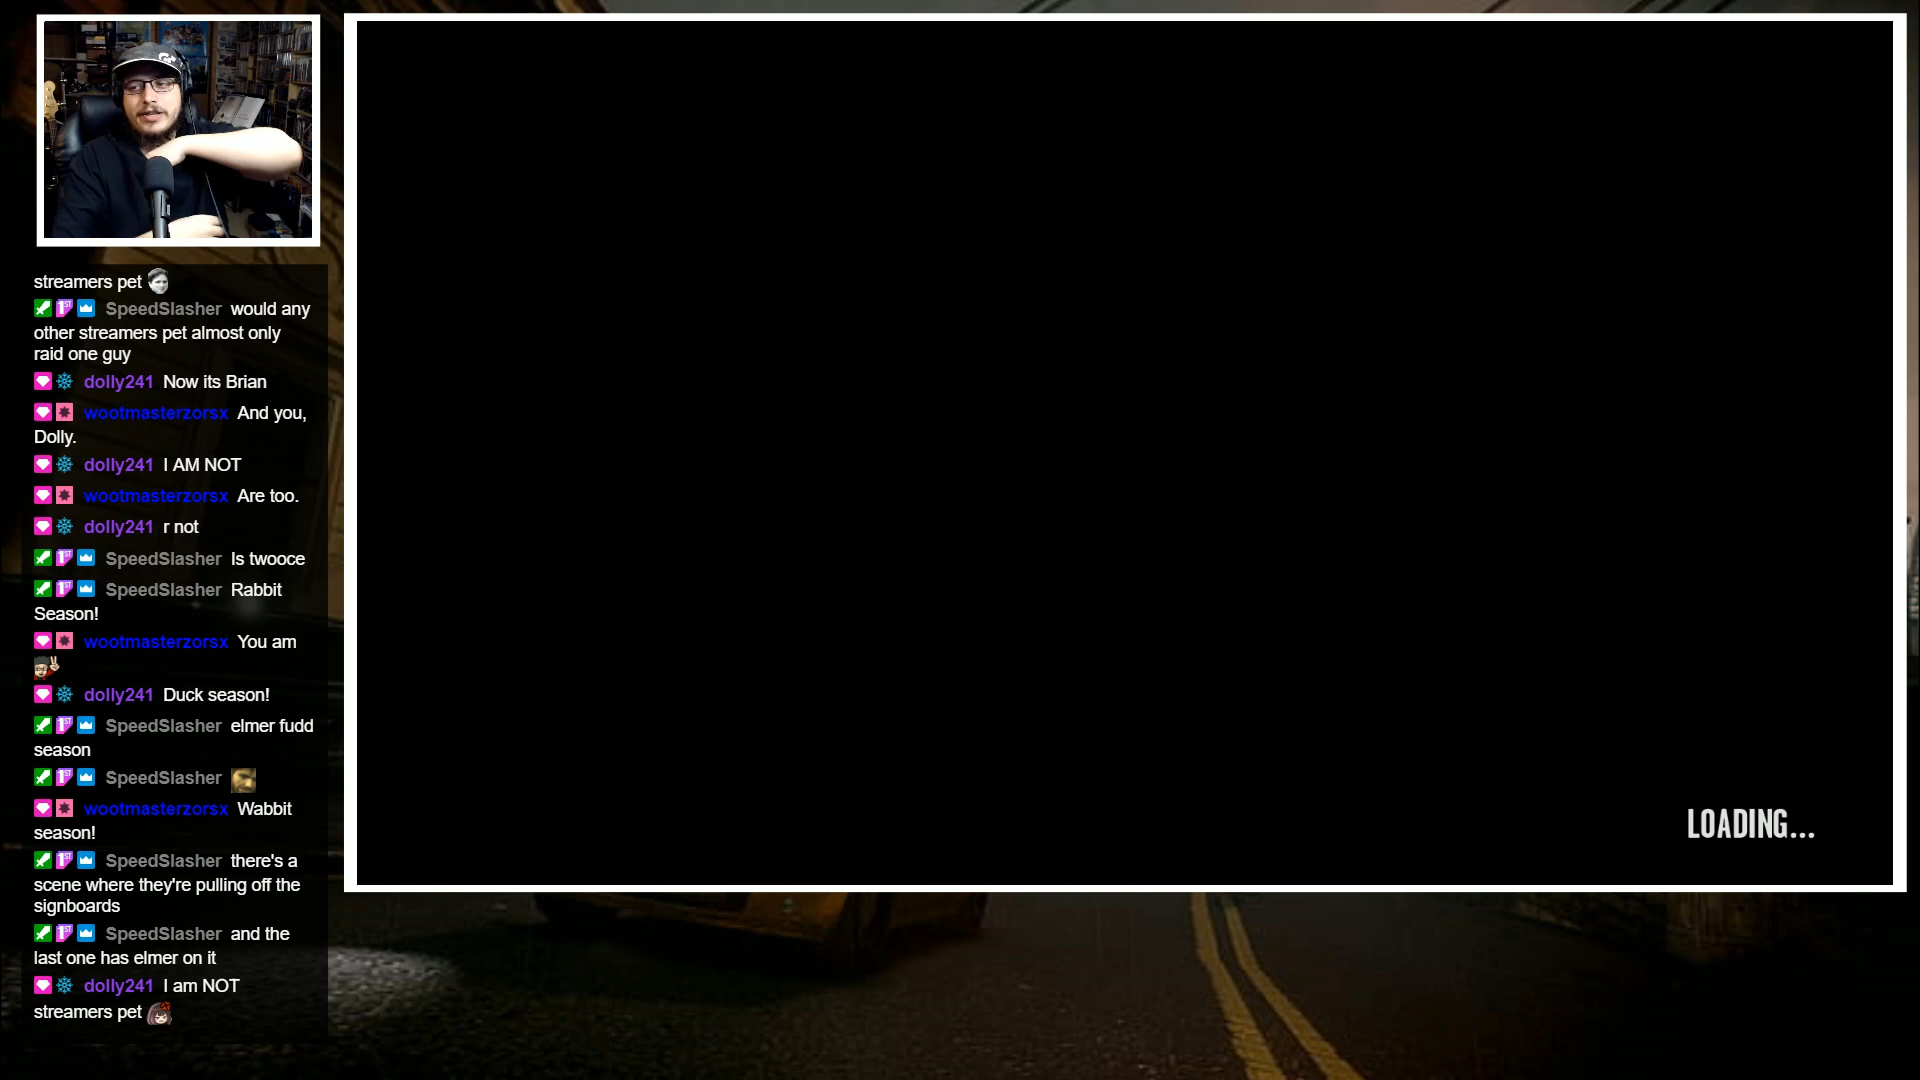 streamers pet
SpeedSlasher would any
other streamers pet almost only
raid one guy
dolly241 Now its Brian
wootmasterzorsx And you,
Dolly.
dolly241 I AM NOT
wootmasterzorsx Are too.
dolly241 r not
SpeedSlasher Is twooce
SpeedSlasher Rabbit
Season!
wootmasterzorsx You am
dolly241 Duck season!
SpeedSlasher elmer fudd
season
SpeedSlasher
wootmasterzorsx Wabbit
season!
SpeedSlasher there's a
scene where they're pulling off the
signboards
SpeedSlasher and the
last one has elmer on it
dolly241 I am NOT
streamers pet
LOADING...